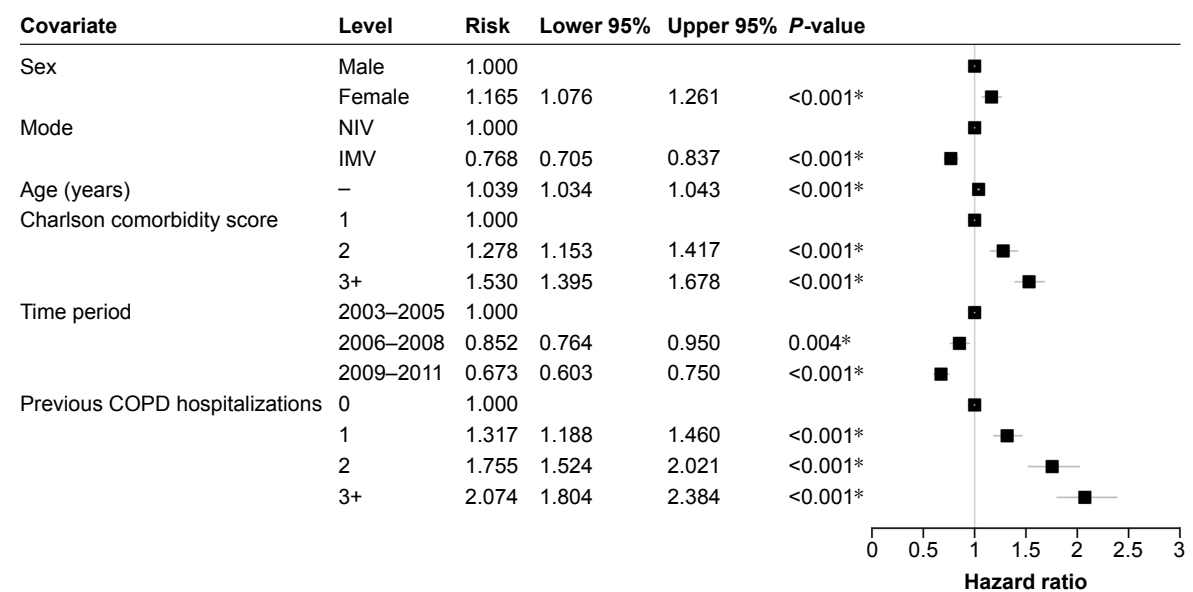 Covariate Level Risk Lower 95% Upper 95% P-value
Sex Male 1.000
Female 1.165 1.076 1.261 <0.001*
Mode NIV 1.000
IMV 0.768 0.705 0.837 <0.001*
Age (years) – 1.039 1.034 1.043 <0.001*
Charlson comorbidity score 1 1.000
2 1.278 1.153 1.417 <0.001*
3+ 1.530 1.395 1.678 <0.001*
Time period 2003–2005 1.000
2006–2008 0.852 0.764 0.950 0.004*
2009–2011 0.673 0.603 0.750 <0.001*
Previous COPD hospitalizations 0 1.000
1 1.317 1.188 1.460 <0.001*
2 1.755 1.524 2.021 <0.001*
3+ 2.074 1.804 2.384 <0.001*
0 0.5 1 1.5 2 2.5 3
Hazard ratio